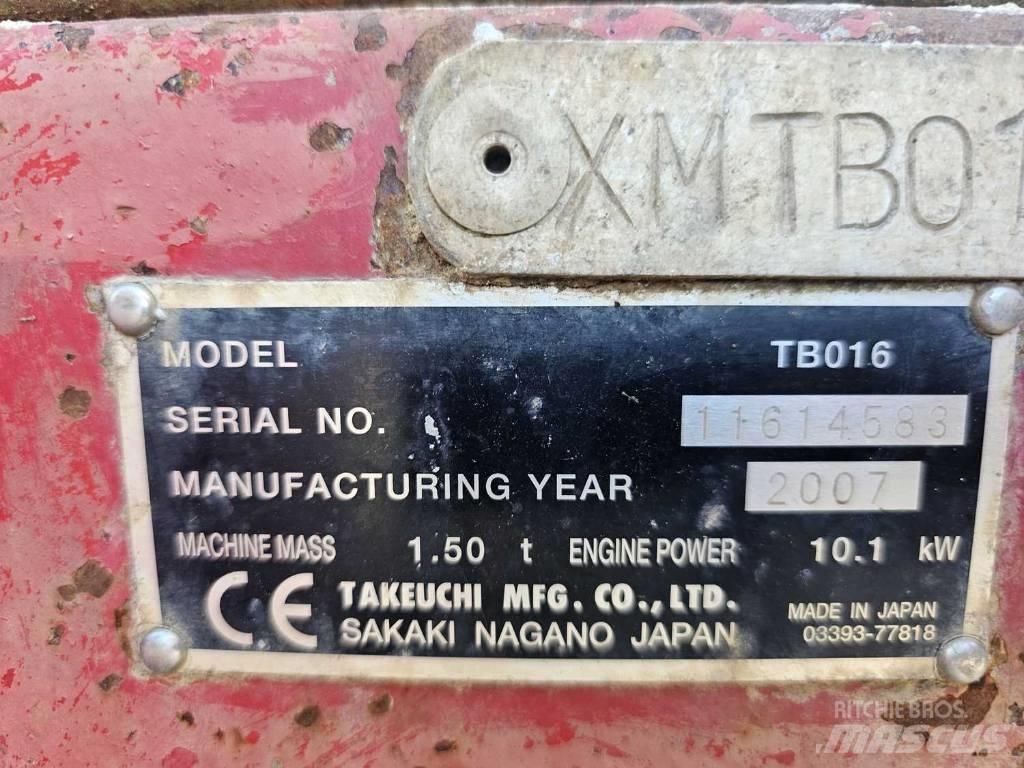 XMTB01
MODEL TB016
SERIAL NO. 11614583
MANUFACTURING YEAR 2007
MACHINE MASS 1.50 t ENGINE POWER 10.1 kW
CE TAKEUCHI MFG. CO., LTD.
SAKAKI NAGANO JAPAN
MADE IN JAPAN
03393-77818
RITCHIE BROS.
MASCUS